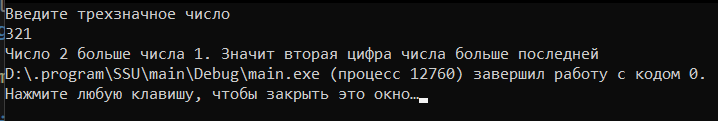 Введите трехзначное число
321
Число 2 больше числа 1. Значит вторая цифра числа больше последней
D:\.program\SSU\main\Debug\main.exe (процесс 12760) завершил работу с кодом 0.
Нажмите любую клавишу, чтобы закрыть это окно…